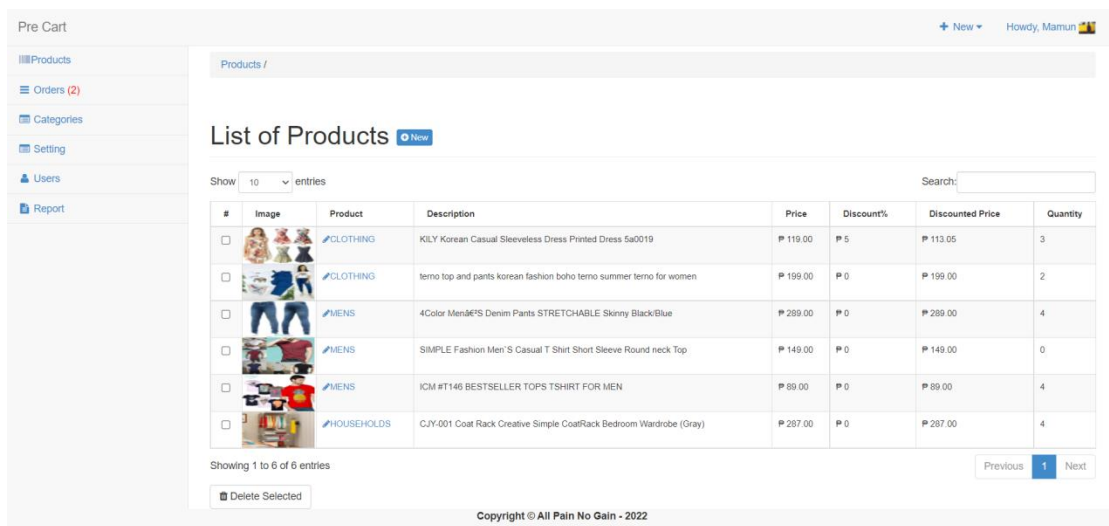 Pre Cart
New
Howdy, Mamun
Products
Orders (2)
Categories
Setting
Users
Report
Products /
List of Products New
Show 10 entries
Search:
# Image Product Description Price Discount% Discounted Price Quantity
CLOTHING KILY Korean Casual Sleeveless Dress Printed Dress 5a0019 ₱ 119.00 ₱ 5 ₱ 113.05 3
CLOTHING terno top and pants korean fashion boho terno summer terno for women ₱ 199.00 ₱ 0 ₱ 199.00 2
MENS 4Color Menâ€²S Denim Pants STRETCHABLE Skinny Black/Blue ₱ 289.00 ₱ 0 ₱ 289.00 4
MENS SIMPLE Fashion Men`S Casual T Shirt Short Sleeve Round neck Top ₱ 149.00 ₱ 0 ₱ 149.00 0
MENS ICM #T146 BESTSELLER TOPS TSHIRT FOR MEN ₱ 89.00 ₱ 0 ₱ 89.00 4
HOUSEHOLDS CJY-001 Coat Rack Creative Simple CoatRack Bedroom Wardrobe (Gray) ₱ 287.00 ₱ 0 ₱ 287.00 4
Showing 1 to 6 of 6 entries
Previous 1 Next
Delete Selected
Copyright © All Pain No Gain - 2022